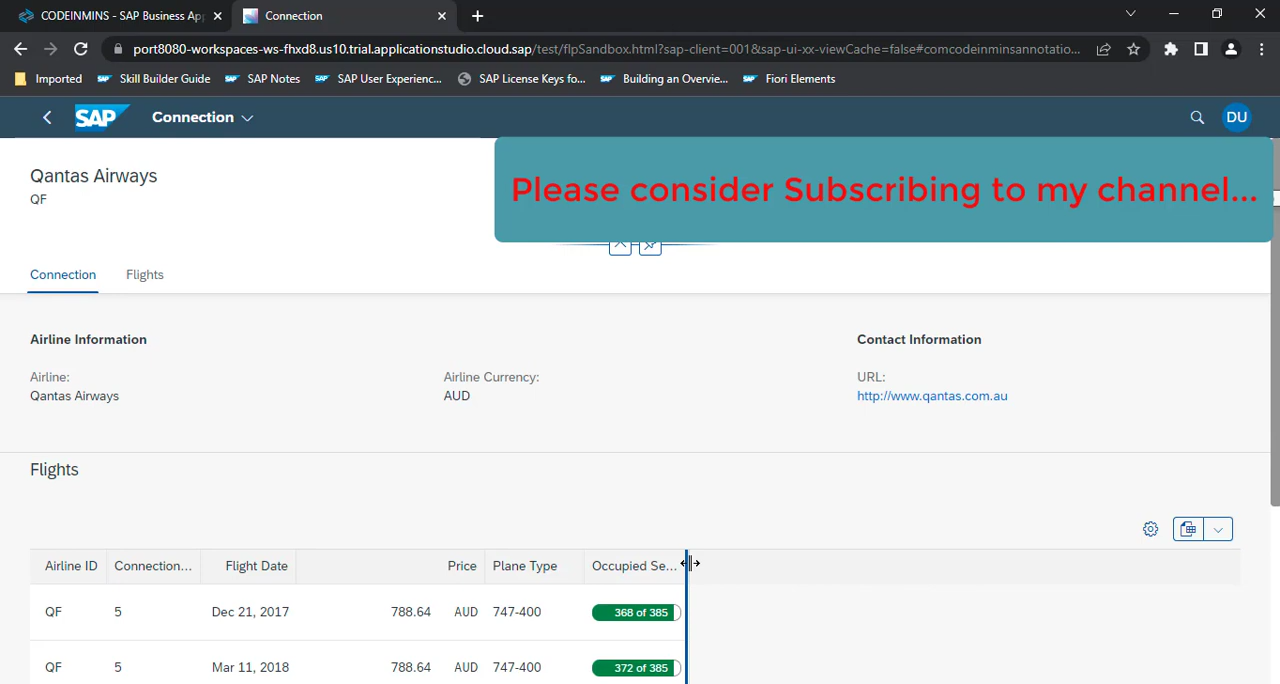 CODEINMINS - SAP Business Ap
Connection
port8080-workspaces-ws-fhxd8.us10.trial.applicationstudio.cloud.sap/test/flpSandbox.html?sap-client=001&sap-ui-xx-viewCache=false#comcodeinminsannotatio...
Imported
Skill Builder Guide
SAP Notes
SAP User Experienc...
SAP License Keys fo...
Building an Overvie...
Fiori Elements
SAP
Connection
DU
Qantas Airways
QF
Please consider Subscribing to my channel...
Connection
Flights
Airline Information
Contact Information
Airline:
Airline Currency:
URL:
Qantas Airways
AUD
http://www.qantas.com.au
Flights
Airline ID
Connection...
Flight Date
Price
Plane Type
Occupied Se...
QF
5
Dec 21, 2017
788.64 AUD
747-400
368 of 385
QF
5
Mar 11, 2018
788.64 AUD
747-400
372 of 385